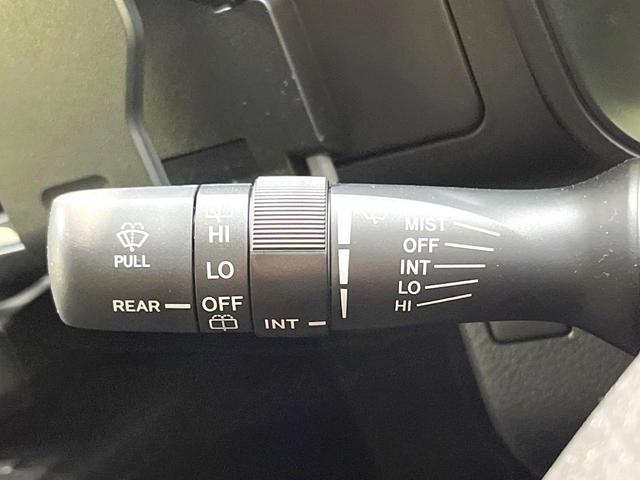 PULL
REAR
HI
LO
OFF
INT
MIST
OFF
INT
LO
HI